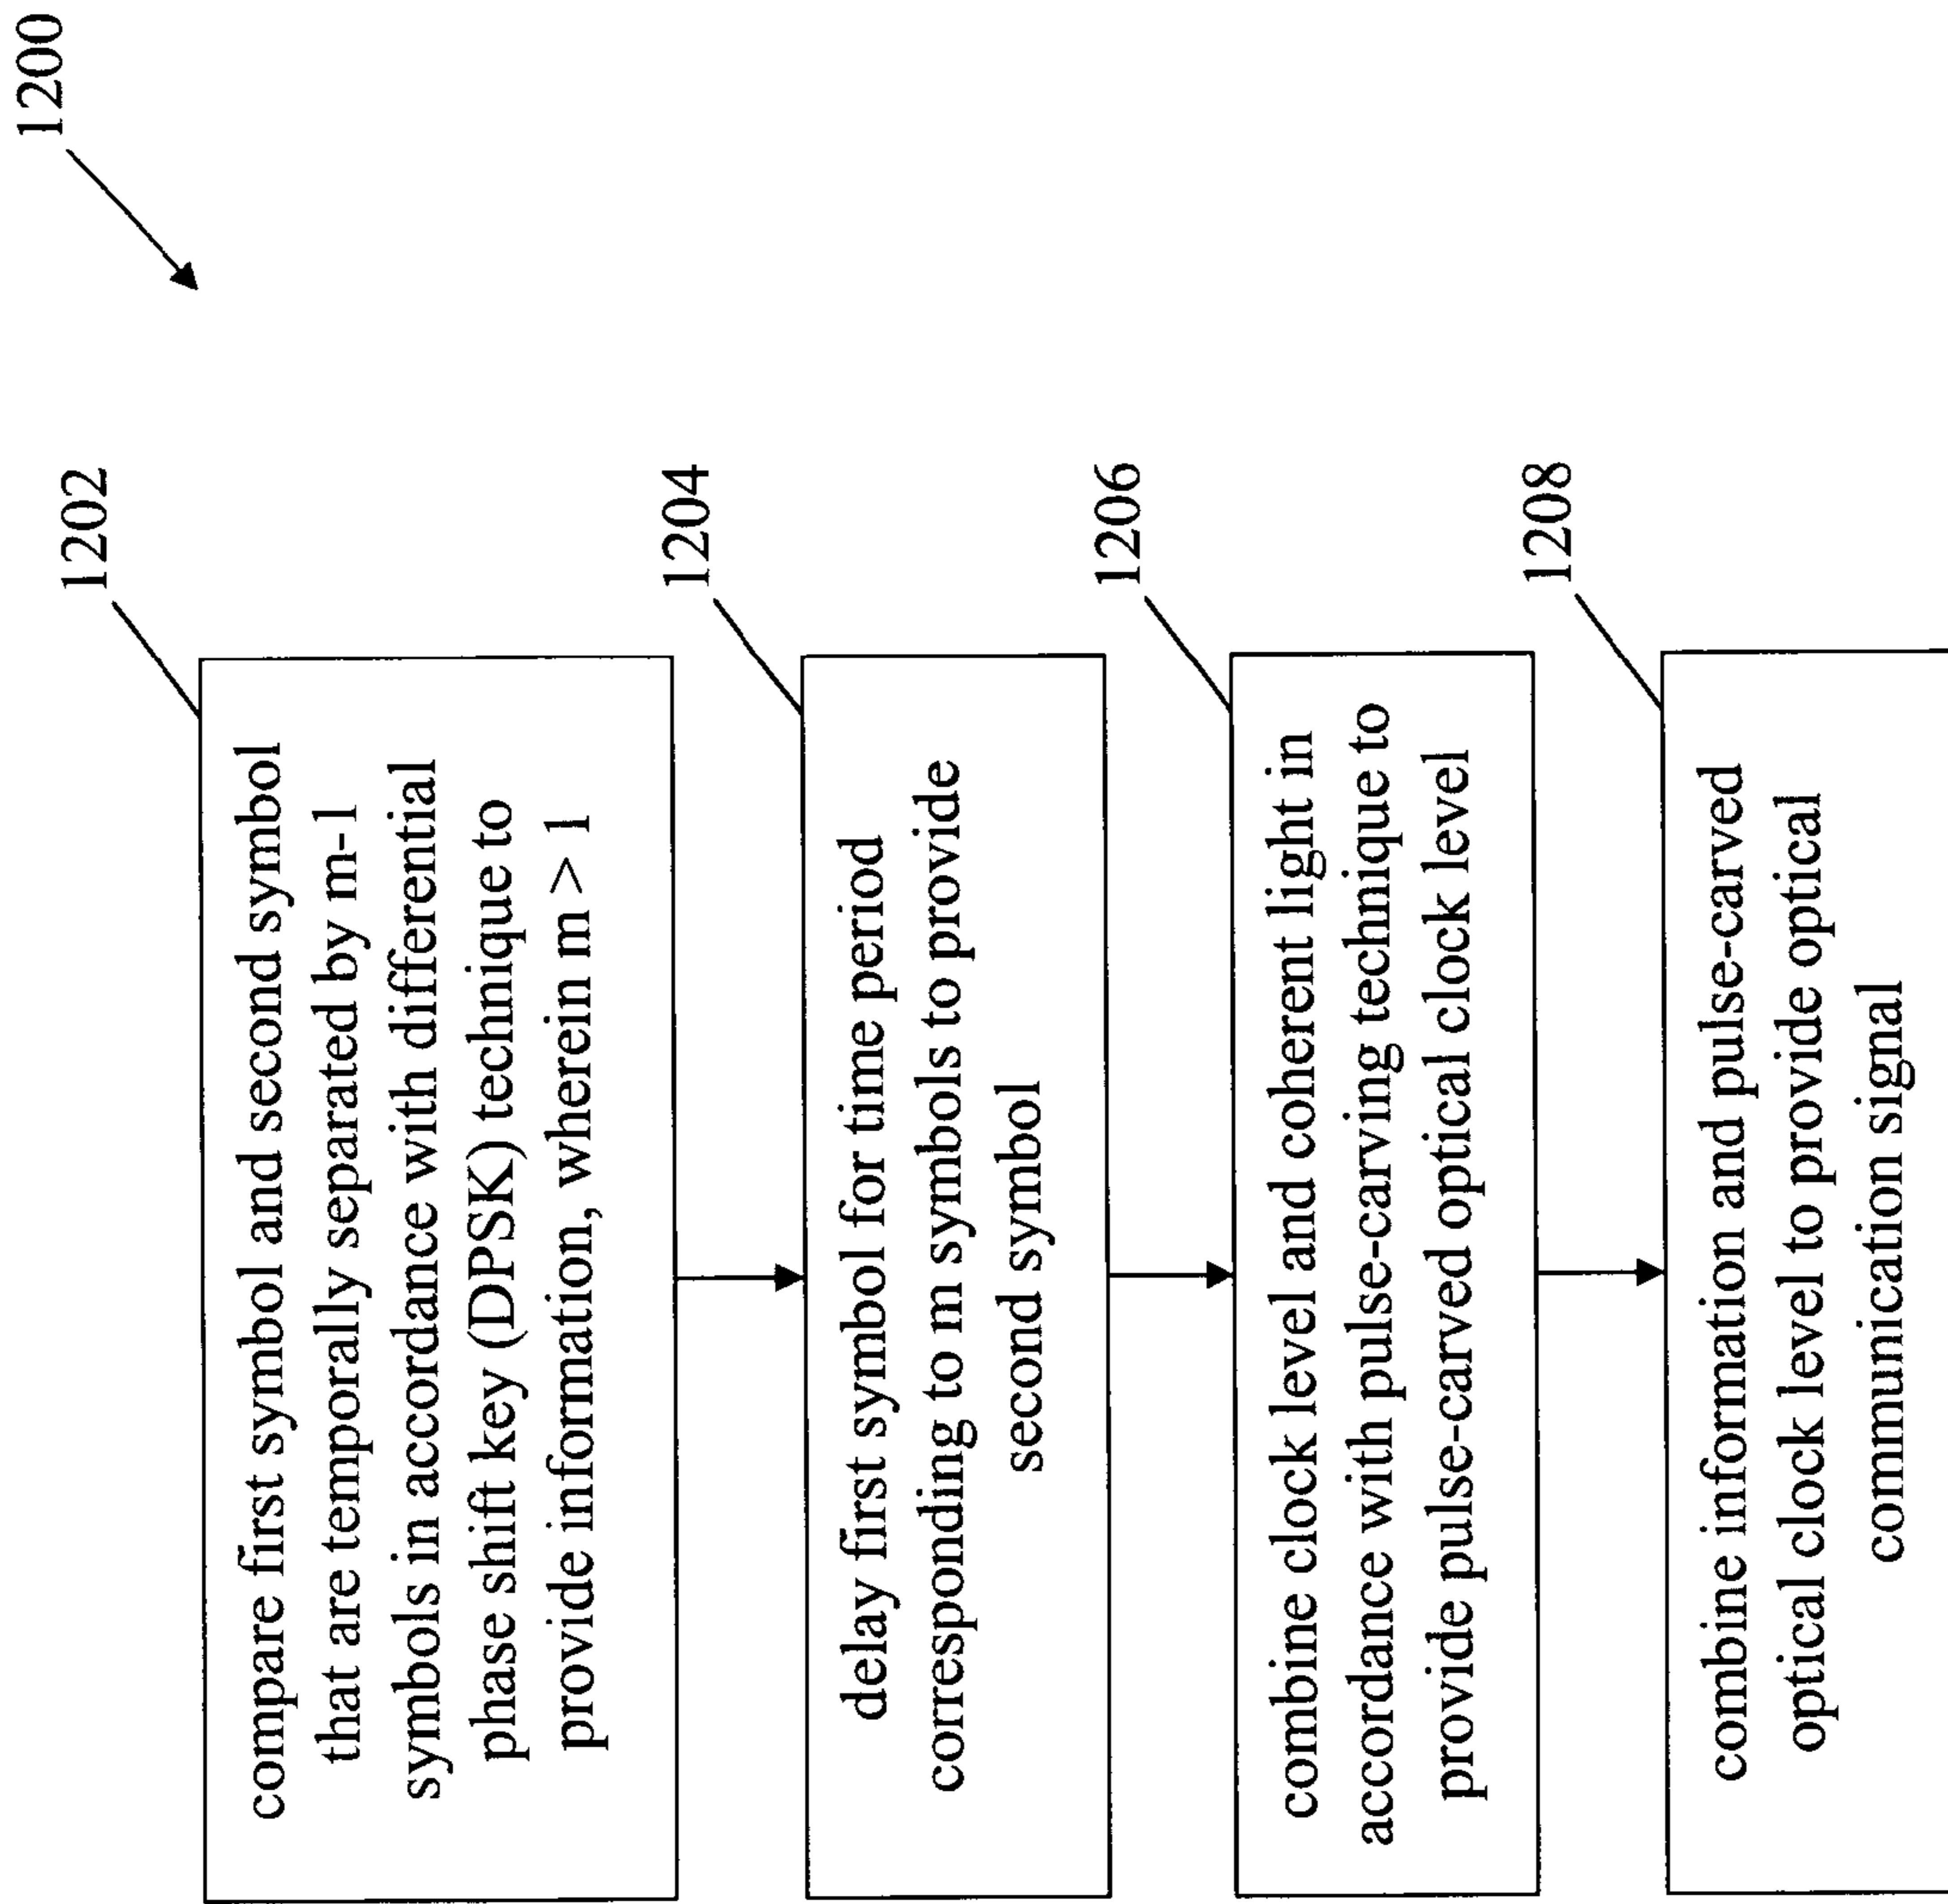 1200
1202
compare first symbol and second symbol
that are temporally separated by m-1
symbols in accordance with differential
phase shift key (DPSK) technique to
provide information, wherein m > 1
1204
delay first symbol for time period
corresponding to m symbols to provide
second symbol
1206
combine clock level and coherent light in
accordance with pulse-carving technique to
provide pulse-carved optical clock level
1208
combine information and pulse-carved
optical clock level to provide optical
communication signal